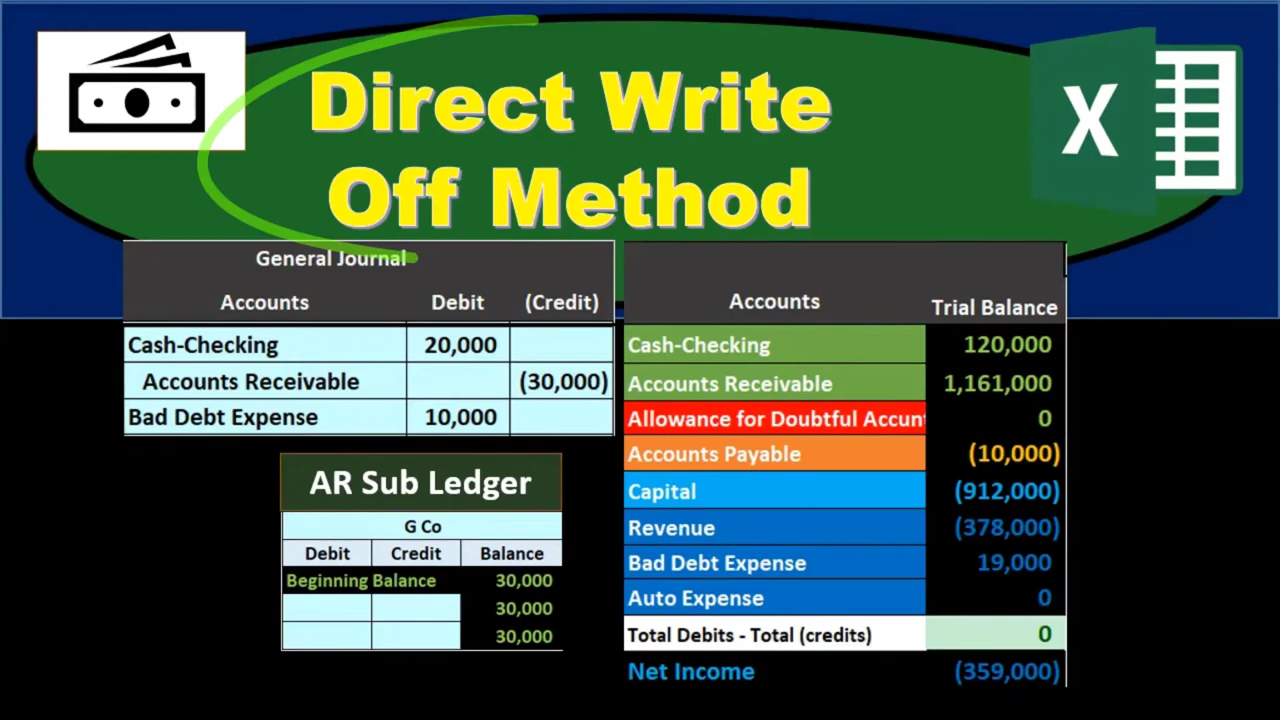 Direct Write
Off Method
X
General Journal
Accounts Debit (Credit)
Cash-Checking 20,000
Accounts Receivable (30,000)
Bad Debt Expense 10,000
AR Sub Ledger
G Co
Debit Credit Balance
Beginning Balance 30,000
30,000
30,000
Accounts Trial Balance
Cash-Checking 120,000
Accounts Receivable 1,161,000
Allowance for Doubtful Accun 0
Accounts Payable (10,000)
Capital (912,000)
Revenue (378,000)
Bad Debt Expense 19,000
Auto Expense 0
Total Debits - Total (credits) 0
Net Income (359,000)